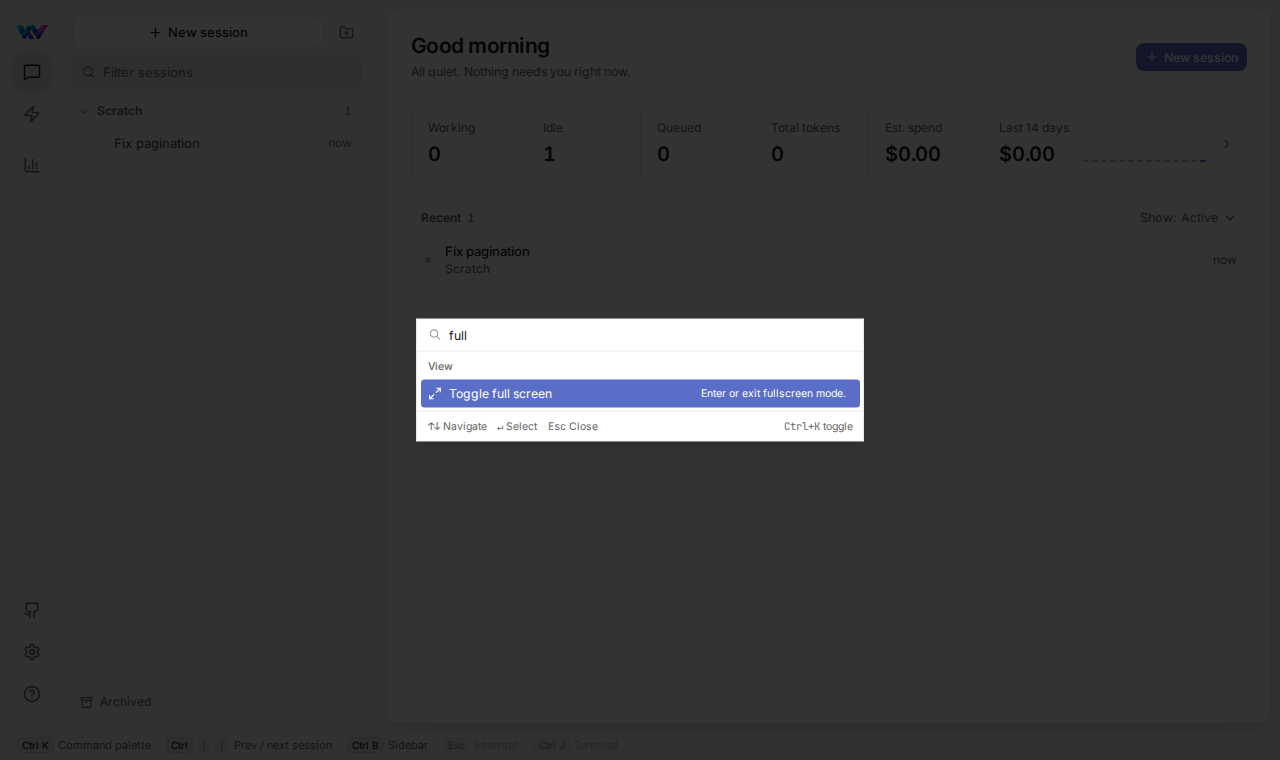 New session
Filter sessions
Scratch 1
Fix pagination now
Archived
Good morning
All quiet. Nothing needs you right now.
New session
Working Idle Queued Total tokens Est. spend Last 14 days
0 1 0 0 $0.00 $0.00
Recent 1 Show: Active
Fix pagination
Scratch now
full
View
Toggle full screen Enter or exit fullscreen mode.
↑↓ Navigate ↵ Select Esc Close Ctrl+K toggle
Ctrl K Command palette Ctrl [ ] Prev / next session Ctrl B Sidebar Esc Interrupt Ctrl J Terminal